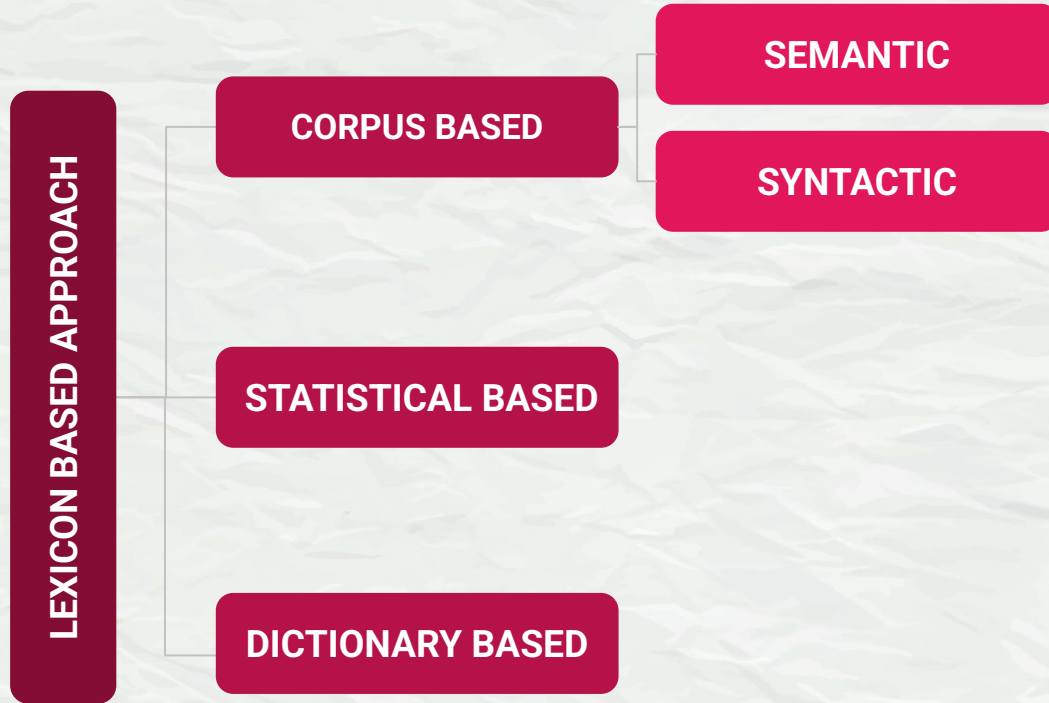 LEXICON BASED APPROACH
CORPUS BASED
SEMANTIC
SYNTACTIC
STATISTICAL BASED
DICTIONARY BASED